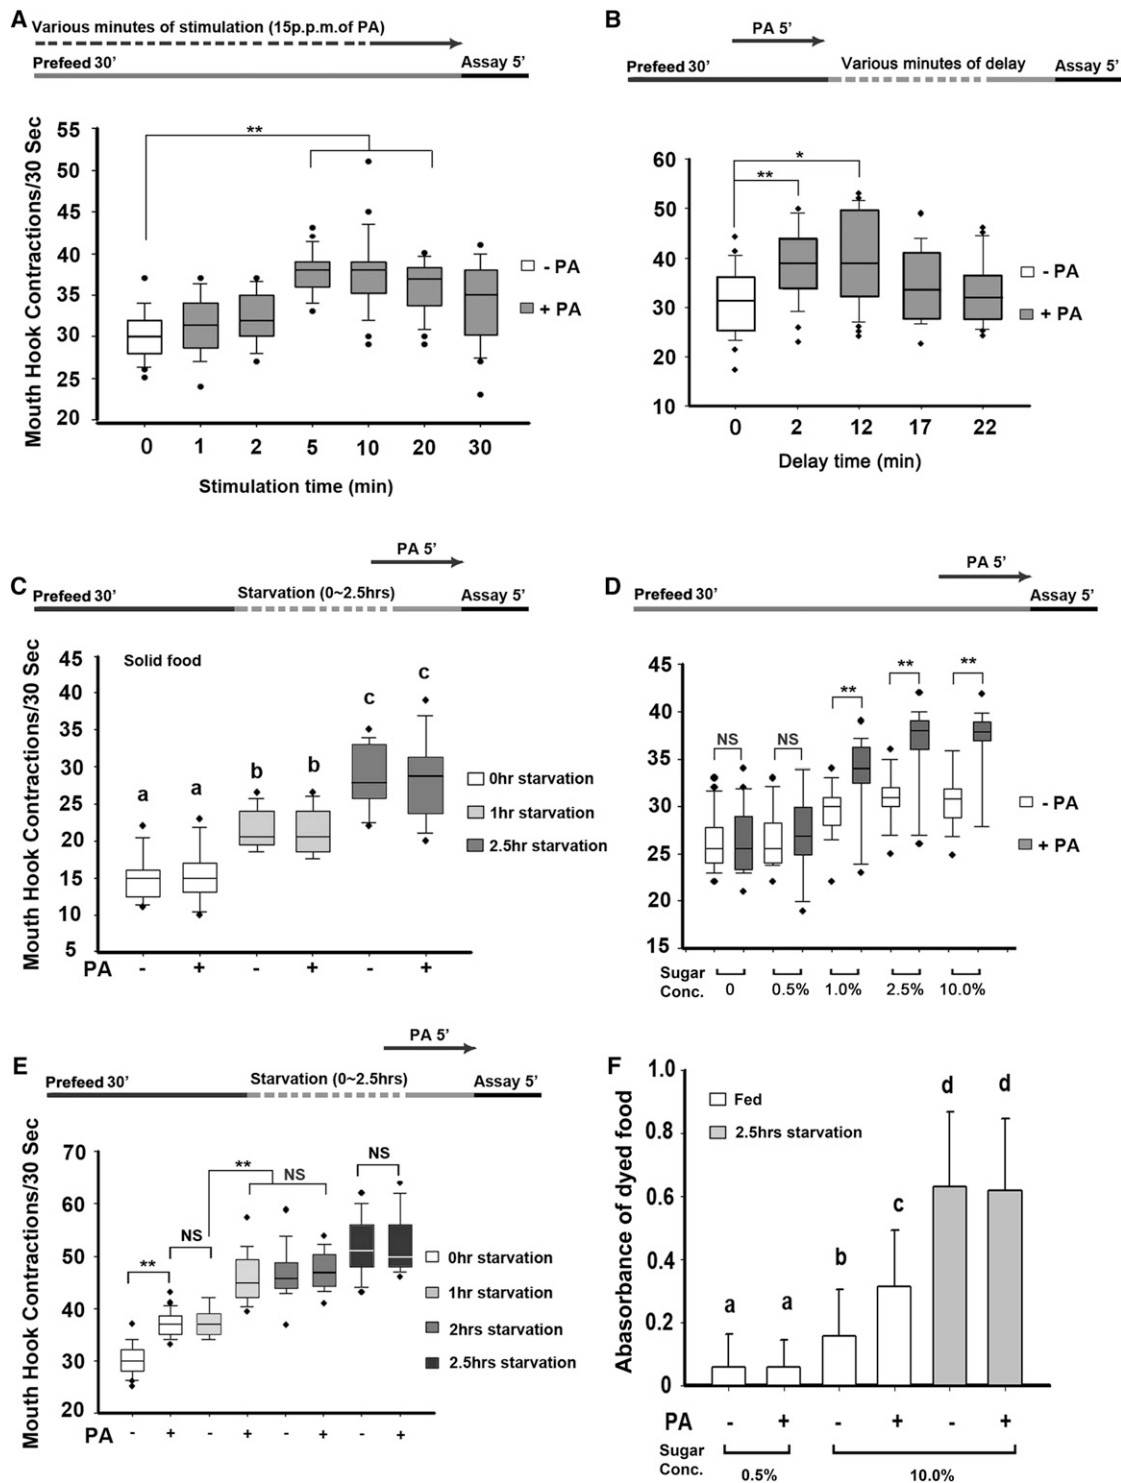 A
Various minutes of stimulation (15p.p.m.of PA)
Prefeed 30’
Assay 5’
Mouth Hook Contractions/30 Sec
55
50
45
40
35
30
25
20
**
- PA
+ PA
0 1 2 5 10 20 30
Stimulation time (min)
B
PA 5’
Prefeed 30’
Various minutes of delay
Assay 5’
60
50
40
30
20
10
*
**
- PA
+ PA
0 2 12 17 22
Delay time (min)
C
PA 5’
Prefeed 30’
Starvation (0~2.5hrs)
Assay 5’
Mouth Hook Contractions/30 Sec
45
40
35
30
25
20
15
10
5
Solid food
a a b b c c
0hr starvation
1hr starvation
2.5hr starvation
PA - + - + - +
D
PA 5’
Prefeed 30’
Assay 5’
45
40
35
30
25
20
15
NS NS ** ** **
- PA
+ PA
Sugar
Conc.
0 0.5% 1.0% 2.5% 10.0%
E
PA 5’
Prefeed 30’
Starvation (0~2.5hrs)
Assay 5’
Mouth Hook Contractions/30 Sec
70
60
50
40
30
20
** NS ** NS NS
0hr starvation
1hr starvation
2hrs starvation
2.5hrs starvation
PA - + - + - + - +
F
Abasorbance of dyed food
1.0
0.8
0.6
0.4
0.2
0
Fed
2.5hrs starvation
a a b c d d
PA - + - + - +
Sugar
Conc.
0.5% 10.0%